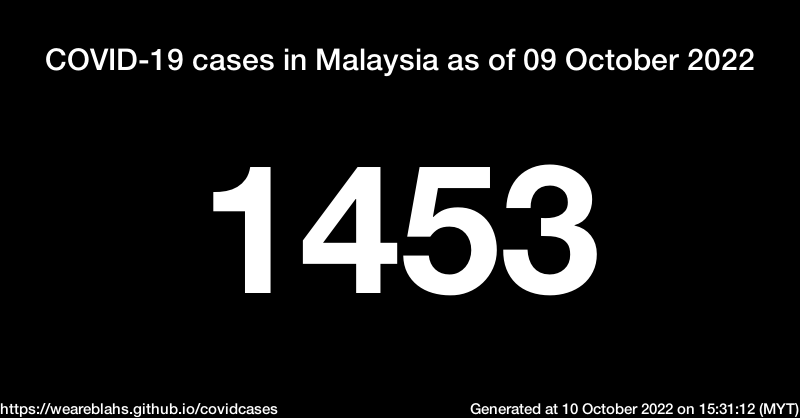 COVID-19 cases in Malaysia as of 09 October 2022
1453
https://weareblahs.github.io/covidcases
Generated at 10 October 2022 on 15:31:12 (MYT)